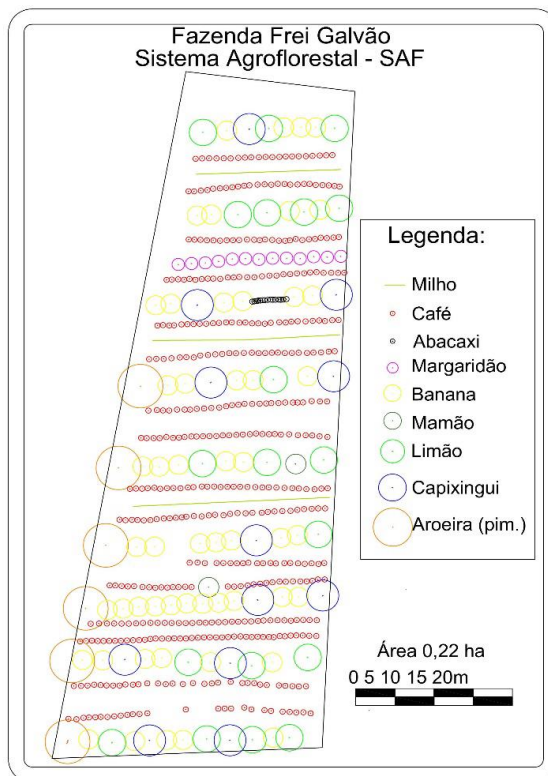 Fazenda Frei Galvão
Sistema Agroflorestal - SAF
Legenda:
Milho
Café
Abacaxi
Margaridão
Banana
Mamão
Limão
Capixingui
Aroeira (pim.)
Área 0,22 ha
0 5 10 15 20m